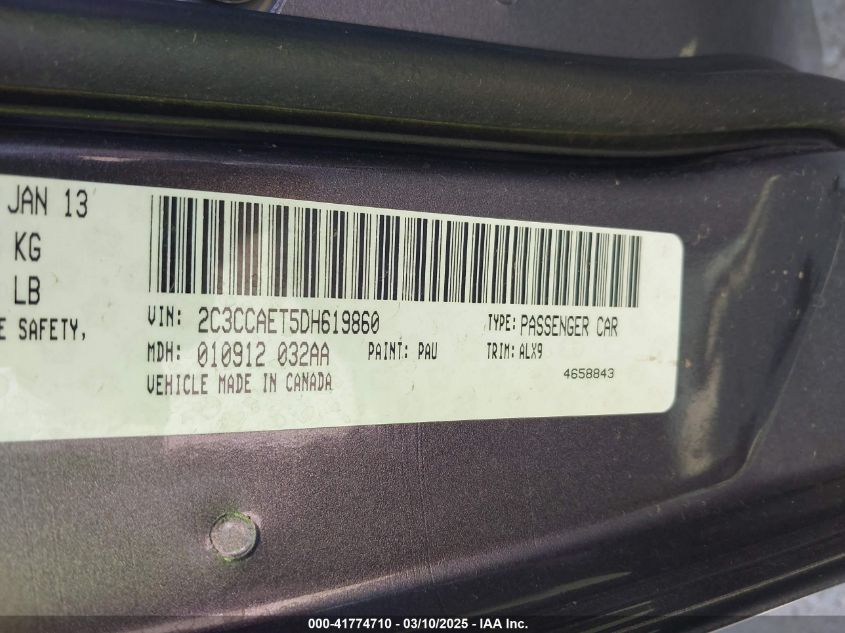 JAN 13
KG
LB
E SAFETY,
VIN: 2C3CCAET5DH619860 TYPE: PASSENGER CAR
MDH: 010912 032AA PAINT: PAU TRIM: ALX9
VEHICLE MADE IN CANADA 4658843
000-41774710 - 03/10/2025 - IAA Inc.